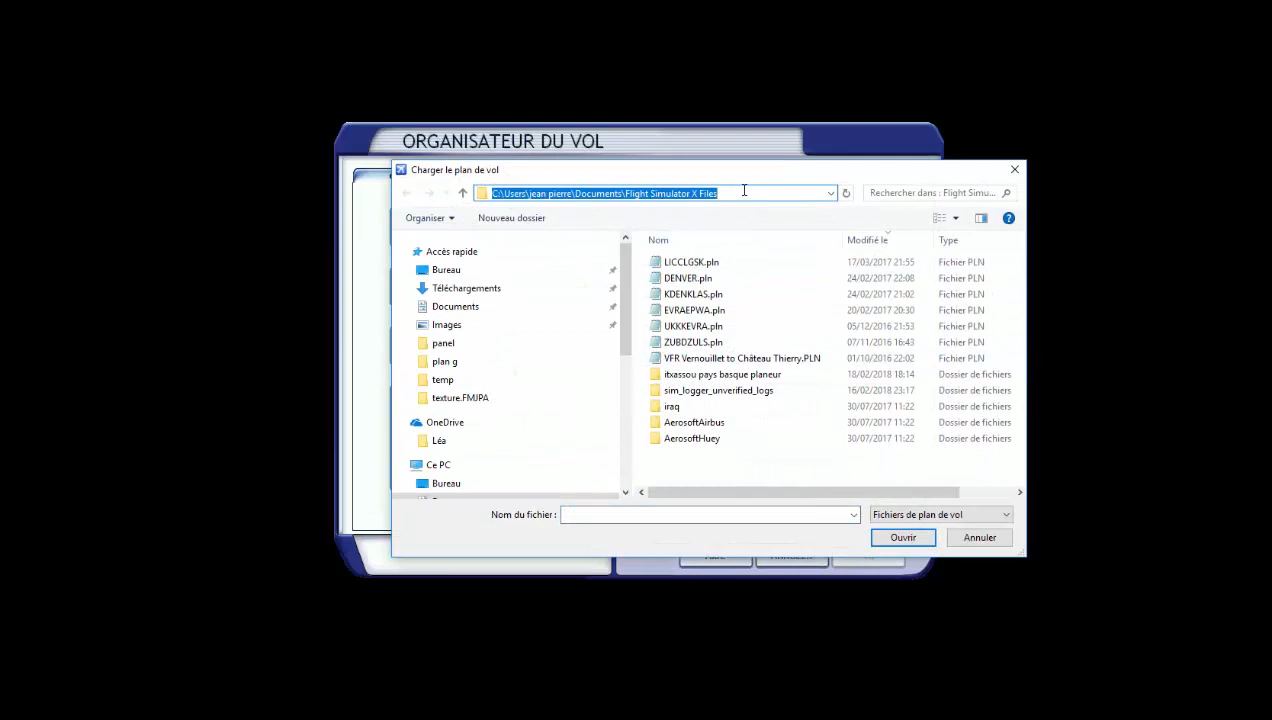 ORGANISATEUR DU VOL
Charger le plan de vol
C:\Users\jean pierre\Documents\Flight Simulator X Files
Rechercher dans : Flight Simu...
Organiser
Nouveau dossier
Accès rapide
Bureau
Téléchargements
Documents
Images
panel
plan g
temp
texture.FMJPA
OneDrive
Léa
Ce PC
Bureau
Nom Modifié le Type
LICCLGSK.pln 17/03/2017 21:55 Fichier PLN
DENVER.pln 24/02/2017 22:08 Fichier PLN
KDENKLAS.pln 24/02/2017 21:02 Fichier PLN
EVRAEPWA.pln 20/02/2017 20:30 Fichier PLN
UKKKEVRA.pln 05/12/2016 21:53 Fichier PLN
ZUBDZULS.pln 07/11/2016 16:43 Fichier PLN
VFR Vernouillet to Château Thierry.PLN 01/10/2016 22:02 Fichier PLN
itxassou pays basque planeur 18/02/2018 18:14 Dossier de fichiers
sim_logger_unverified_logs 16/02/2018 23:17 Dossier de fichiers
iraq 30/07/2017 11:22 Dossier de fichiers
AerosoftAirbus 30/07/2017 11:22 Dossier de fichiers
AerosoftHuey 30/07/2017 11:22 Dossier de fichiers
Nom du fichier :
Fichiers de plan de vol
Ouvrir
Annuler